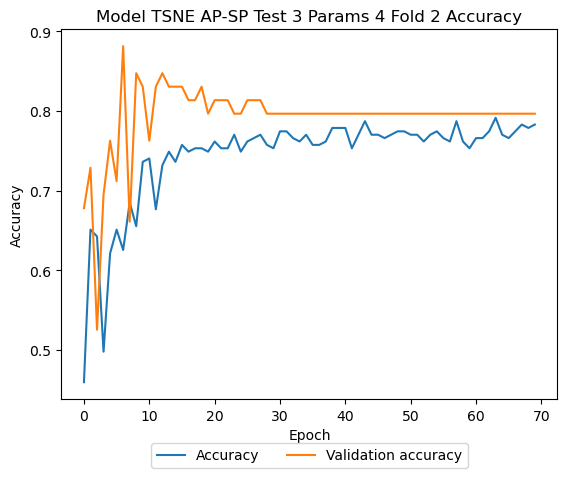 Model TSNE AP-SP Test 3 Params 4 Fold 2 Accuracy
0.9
0.8
0.7
0.6
0.5
Accuracy
0 10 20 30 40 50 60 70
Epoch
Accuracy Validation accuracy